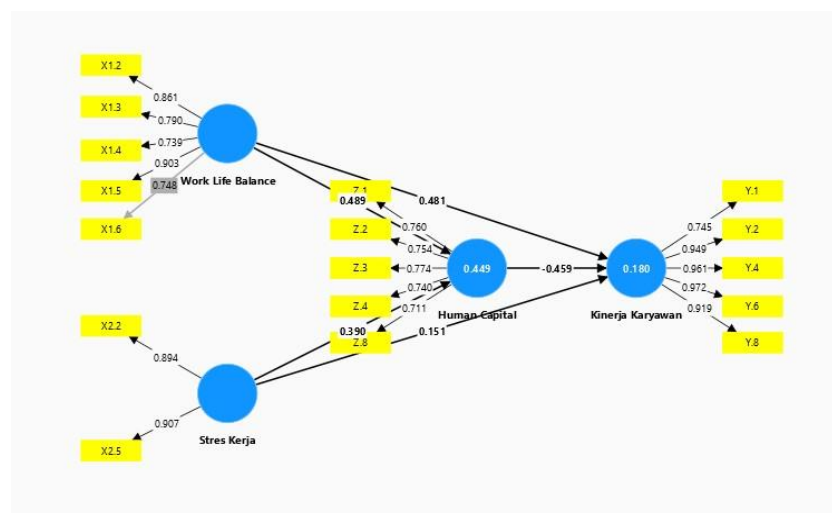 X1.2
0.861
X1.3
0.790
X1.4
0.739
X1.5
0.903
0.748
X1.6
Work Life Balance
0.489
0.481
Z.1
0.760
Z.2
0.754
Z.3
0.774
Z.4
0.740
Z.8
0.711
0.449
Human Capital
-0.459
0.180
Kinerja Karyawan
0.390
0.151
Y.1
0.745
Y.2
0.949
Y.4
0.961
Y.6
0.972
Y.8
0.919
X2.2
0.894
X2.5
0.907
Stres Kerja